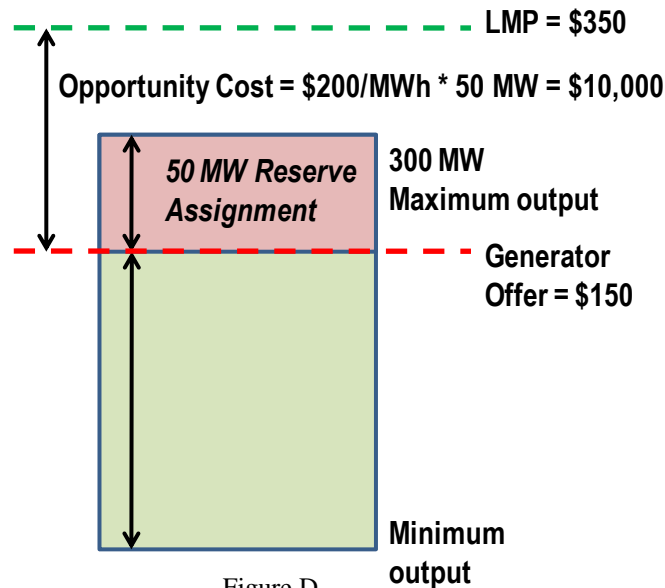 LMP = $350
Opportunity Cost = $200/MWh * 50 MW = $10,000
50 MW Reserve
Assignment
300 MW
Maximum output
Generator
Offer = $150
Minimum
output
Figure D